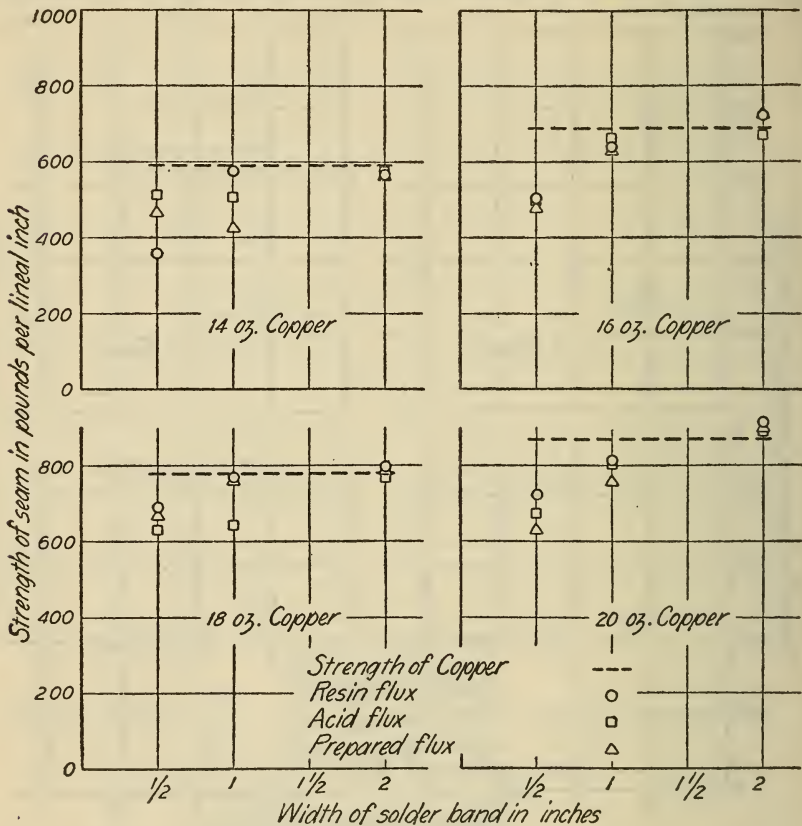 Strength of seam in pounds per lineal inch
1000
800
600
400
200
0
14 oz. Copper
16 oz. Copper
800
600
400
200
0
18 oz. Copper
20 oz. Copper
Strength of Copper
Resin flux
Acid flux
Prepared flux
1/2 1 1 1/2 2
1/2 1 1 1/2 2
Width of solder band in inches